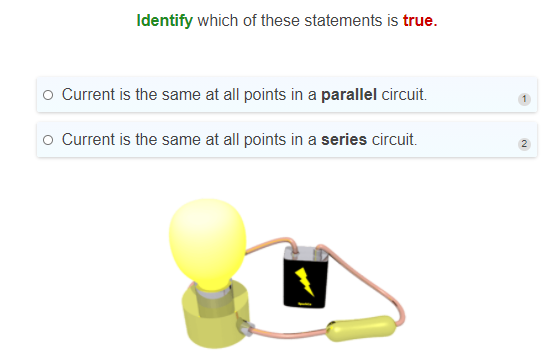 Identify which of these statements is true.
Current is the same at all points in a parallel circuit.
1
Current is the same at all points in a series circuit.
2